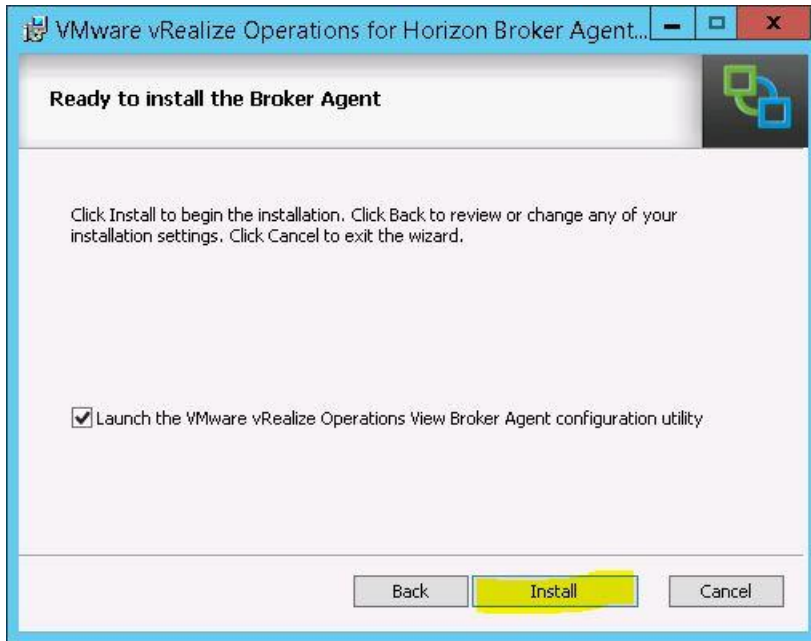 VMware vRealize Operations for Horizon Broker Agent...
Ready to install the Broker Agent
Click Install to begin the installation. Click Back to review or change any of your
installation settings. Click Cancel to exit the wizard.
Launch the VMware vRealize Operations View Broker Agent configuration utility
Back Install Cancel